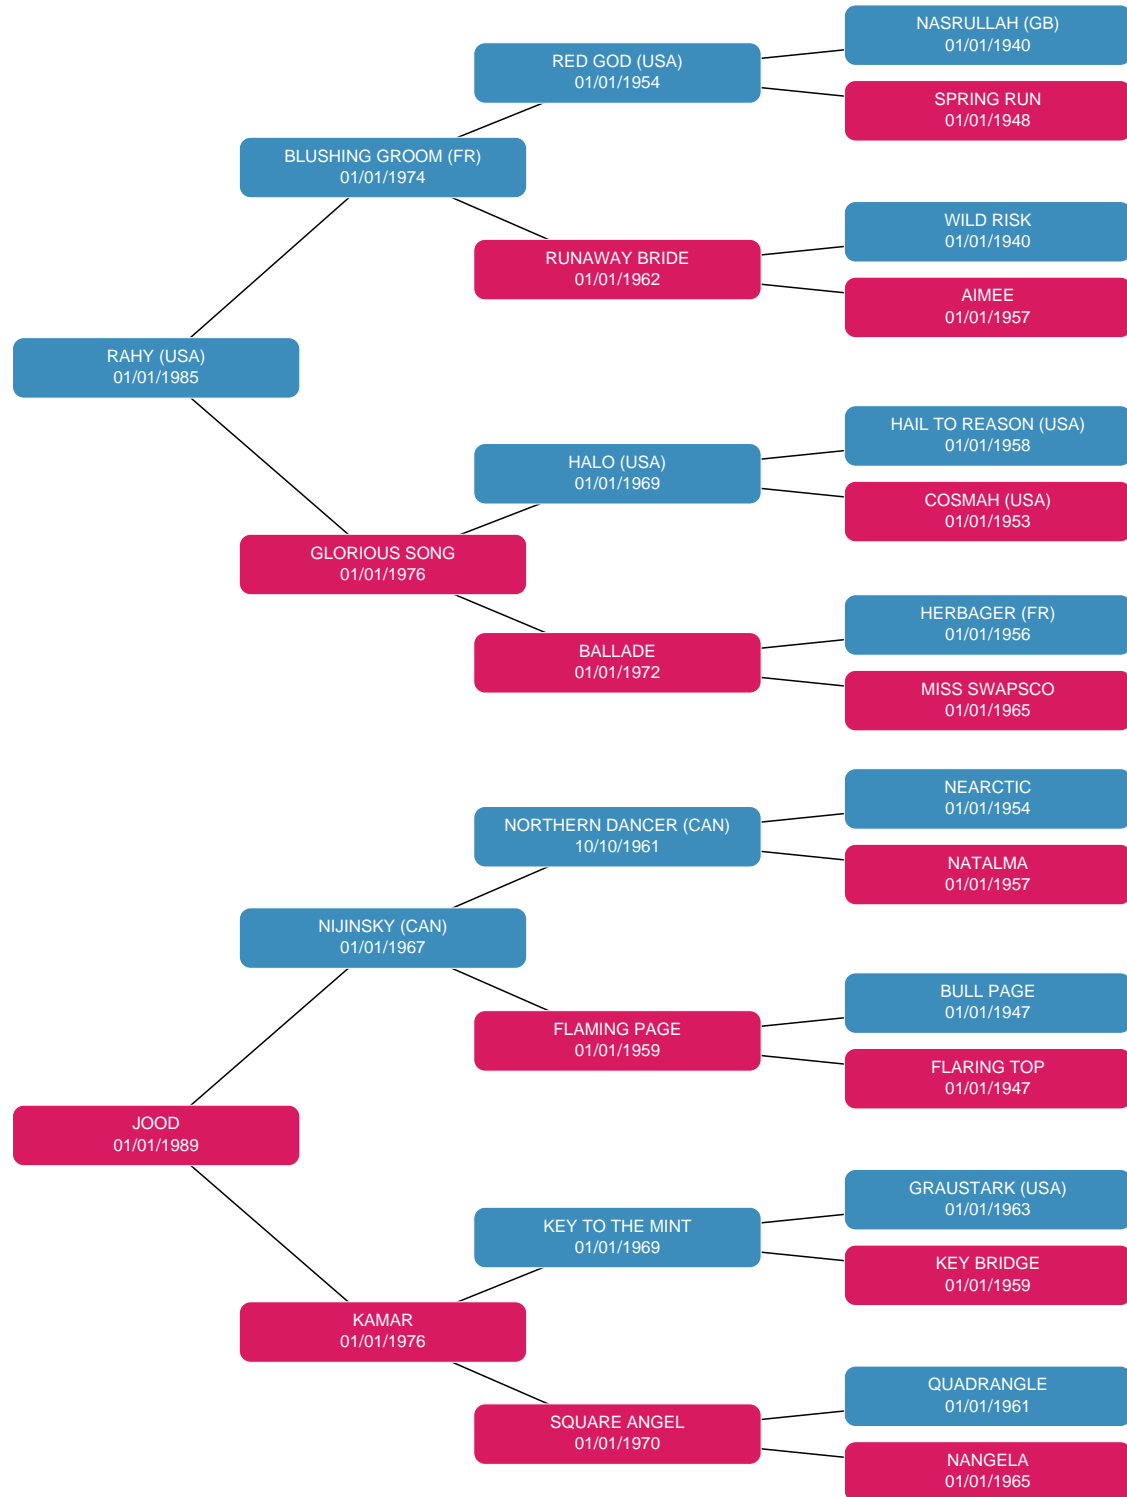 NASRULLAH (GB)
01/01/1940
RED GOD (USA)
01/01/1954
SPRING RUN
01/01/1948
BLUSHING GROOM (FR)
01/01/1974
WILD RISK
01/01/1940
RUNAWAY BRIDE
01/01/1962
AIMEE
01/01/1957
RAHY (USA)
01/01/1985
HAIL TO REASON (USA)
01/01/1958
HALO (USA)
01/01/1969
COSMAH (USA)
01/01/1953
GLORIOUS SONG
01/01/1976
HERBAGER (FR)
01/01/1956
BALLADE
01/01/1972
MISS SWAPSCO
01/01/1965
NEARCTIC
01/01/1954
NORTHERN DANCER (CAN)
10/10/1961
NATALMA
01/01/1957
NIJINSKY (CAN)
01/01/1967
BULL PAGE
01/01/1947
FLAMING PAGE
01/01/1959
FLARING TOP
01/01/1947
JOOD
01/01/1989
GRAUSTARK (USA)
01/01/1963
KEY TO THE MINT
01/01/1969
KEY BRIDGE
01/01/1959
KAMAR
01/01/1976
QUADRANGLE
01/01/1961
SQUARE ANGEL
01/01/1970
NANGELA
01/01/1965